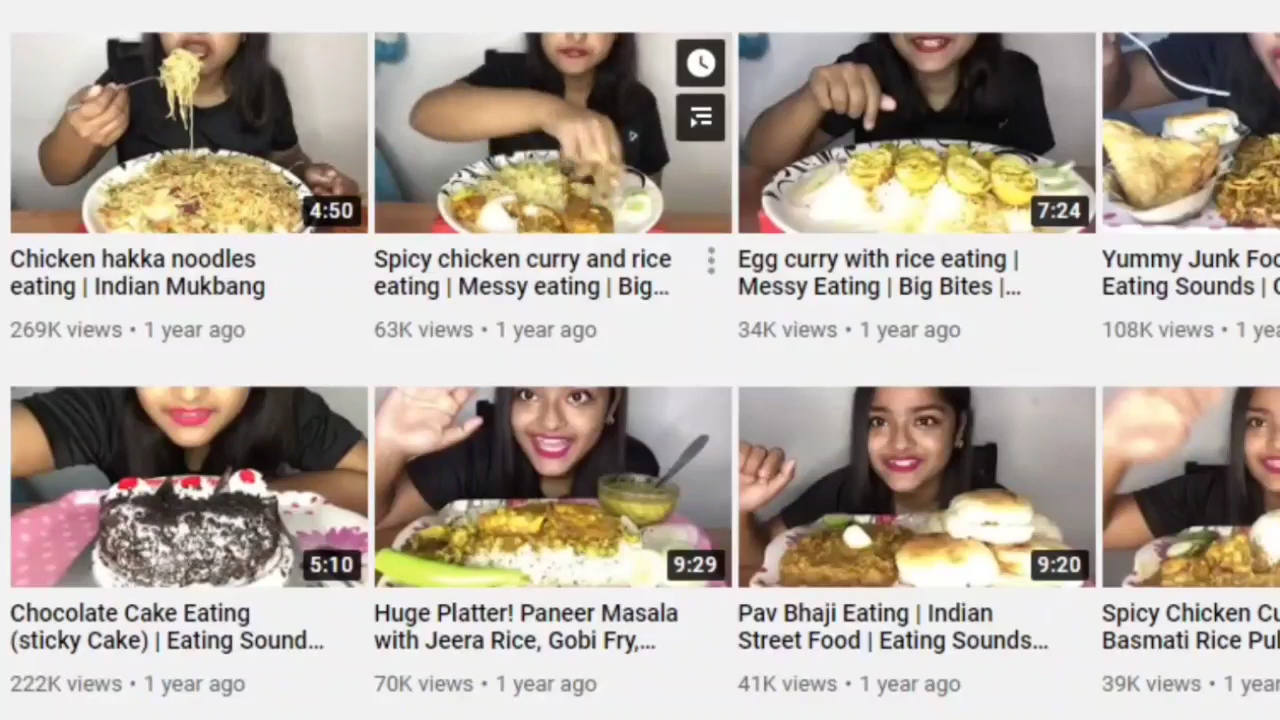 4:50
7:24
Chicken hakka noodles
eating | Indian Mukbang
269K views • 1 year ago
Spicy chicken curry and rice
eating | Messy eating | Big...
63K views • 1 year ago
Egg curry with rice eating |
Messy Eating | Big Bites |...
34K views • 1 year ago
Yummy Junk Foo
Eating Sounds |
108K views • 1 yea
5:10
9:29
9:20
Chocolate Cake Eating
(sticky Cake) | Eating Sound...
222K views • 1 year ago
Huge Platter! Paneer Masala
with Jeera Rice, Gobi Fry,...
70K views • 1 year ago
Pav Bhaji Eating | Indian
Street Food | Eating Sounds...
41K views • 1 year ago
Spicy Chicken Cu
Basmati Rice Pul
39K views • 1 year